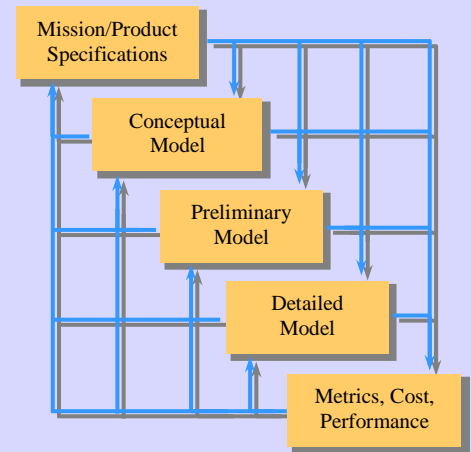 Mission/Product
Specifications
Conceptual
Model
Preliminary
Model
Detailed
Model
Metrics, Cost,
Performance